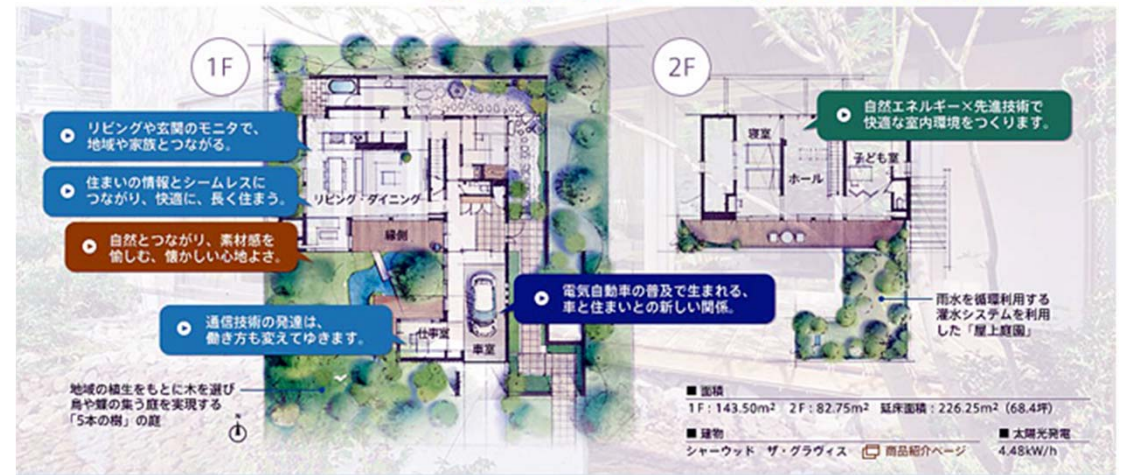 1F
2F
リビングや玄関のモニタで、
地域や家族とつながる。
住まいの情報とシームレスに
つながり、快適に、長く住まう。
自然とつながり、素材感を
愉しむ、懐かしい心地よさ。
通信技術の発達は、
働き方も変えてゆきます。
地域の植生をもとに木を選び
鳥や蝶の集う庭を実現する
「5本の樹」の庭
N
リビング・ダイニング
縁側
仕事室
車室
電気自動車の普及で生まれる、
車と住まいとの新しい関係。
自然エネルギー×先進技術で
快適な室内環境をつくります。
寝室
ホール
子ども室
雨水を循環利用する
灌水システムを利用
した「屋上庭園」
■ 面積
1F：143.50m² 2F：82.75m² 延床面積：226.25m²（68.4坪）
■ 建物
シャーウッド ザ・グラヴィス 商品紹介ページ
■ 太陽光発電
4.48kW/h